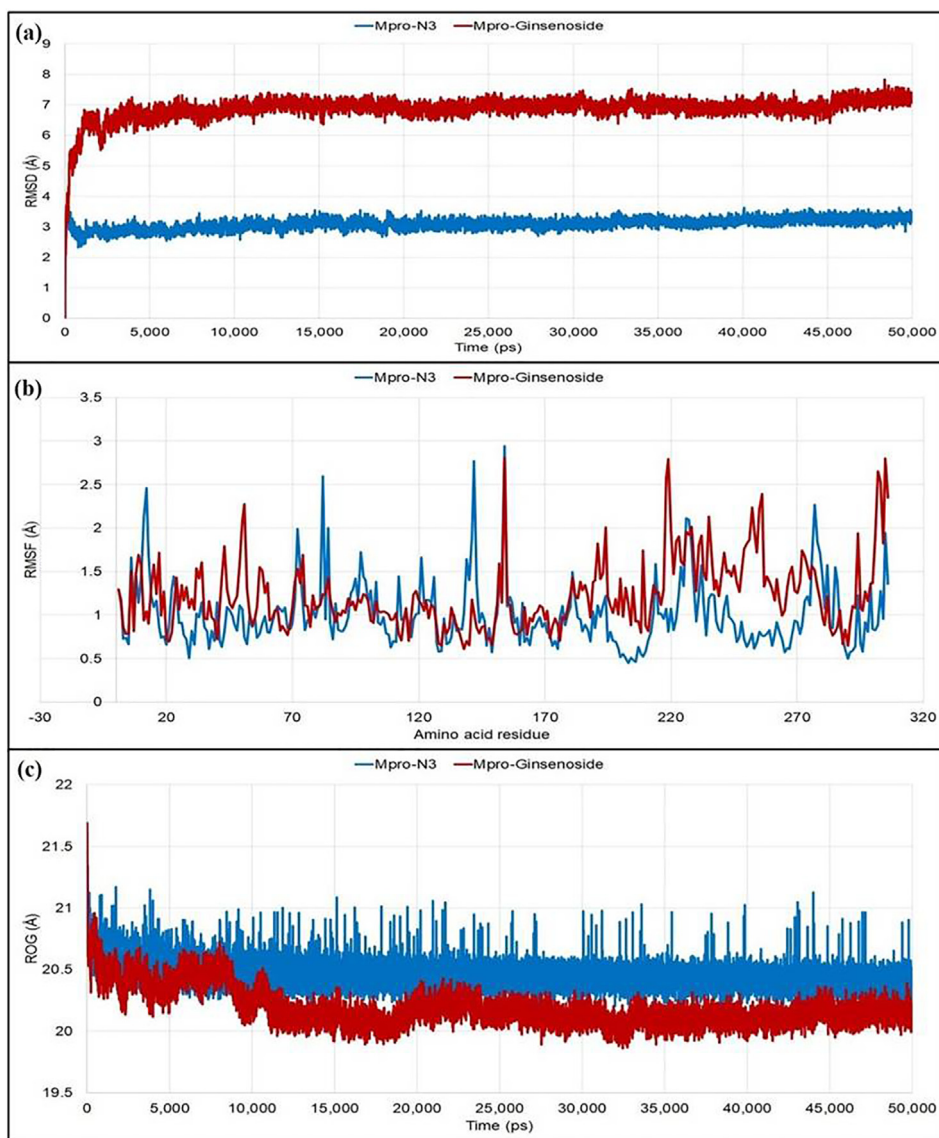 (a)
Mpro-N3 Mpro-Ginsenoside
9
8
7
6
5
4
3
2
1
0
RMSD (Å)
0 5,000 10,000 15,000 20,000 25,000 30,000 35,000 40,000 45,000 50,000
Time (ps)
(b)
Mpro-N3 Mpro-Ginsenoside
3.5
3
2.5
2
1.5
1
0.5
0
RMSF (Å)
-30 20 70 120 170 220 270 320
Amino acid residue
(c)
Mpro-N3 Mpro-Ginsenoside
22
21.5
21
20.5
20
19.5
ROG (Å)
0 5,000 10,000 15,000 20,000 25,000 30,000 35,000 40,000 45,000 50,000
Time (ps)